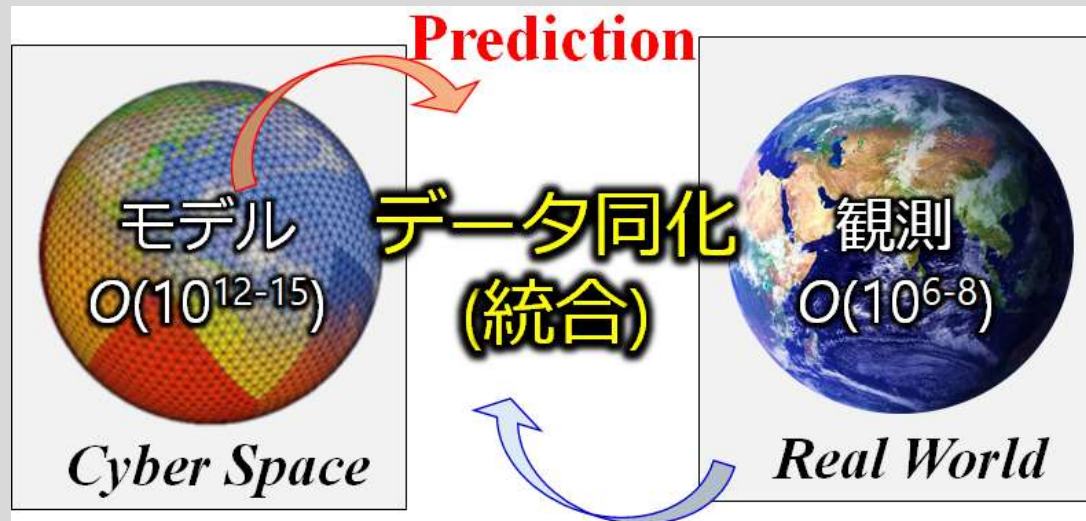 Prediction
モデル
O(10^12-15)
Cyber Space
データ同化
(統合)
観測
O(10^6-8)
Real World